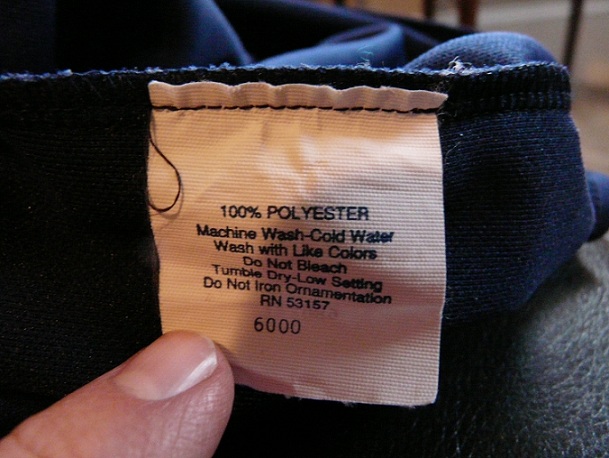 100% POLYESTER
Machine Wash-Cold Water
Wash with Like Colors
Do Not Bleach
Tumble Dry-Low Setting
Do Not Iron Ornamentation
RN 53157
6000